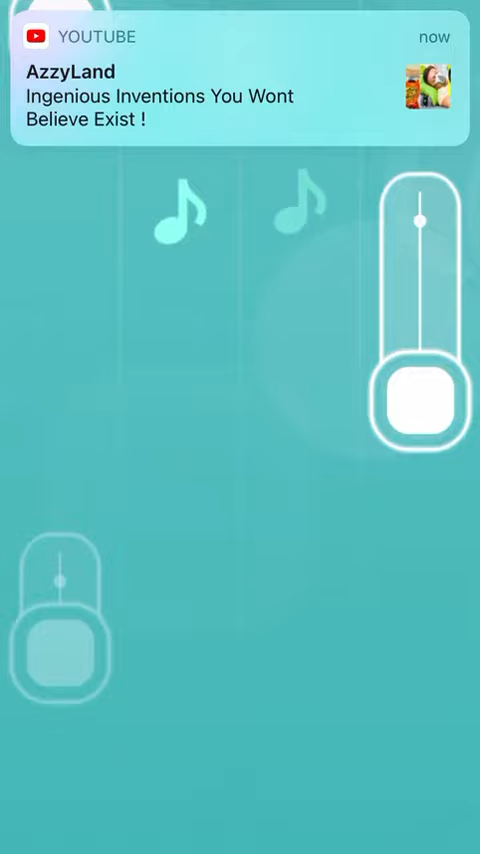 YOUTUBE
now
AzzyLand
Ingenious Inventions You Wont
Believe Exist !